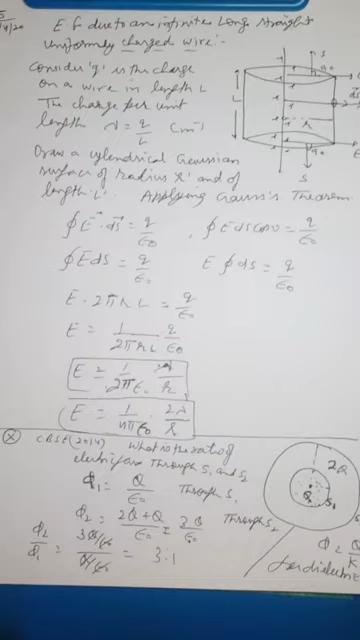 E f due to an infinite Long straight
uniformly charged wire:-
Consider 'q' is the charge
on a wire in length L
The charge per unit
length λ = q/L Cm⁻¹
Draw a cylindrical Gaussian
surface of radius 'r' and of
length 'L'. Applying Gauss's Theorem
∮ E⃗·ds⃗ = q/ε₀ , ∮ E ds cos0 = q/ε₀
∮ E ds = q/ε₀ E ∮ ds = q/ε₀
E · 2πrL = q/ε₀
E = 1/2πrL q/ε₀
E = 1/2πε₀ λ/r
E = 1/4πε₀ · 2λ/r
CBSE(2014) What is the ratio of
electric flux Through S₁ and S₂
ϕ₁ = Q/ε₀ Through S₁
ϕ₂ = 2Q+Q/ε₀ = 3Q/ε₀ Through S₂
ϕ₂/ϕ₁ = 3Q/ε₀ / Q/ε₀ = 3:1
S
90
L
r
ds
E
90
S
2Q
Q
S₁
for dielectric